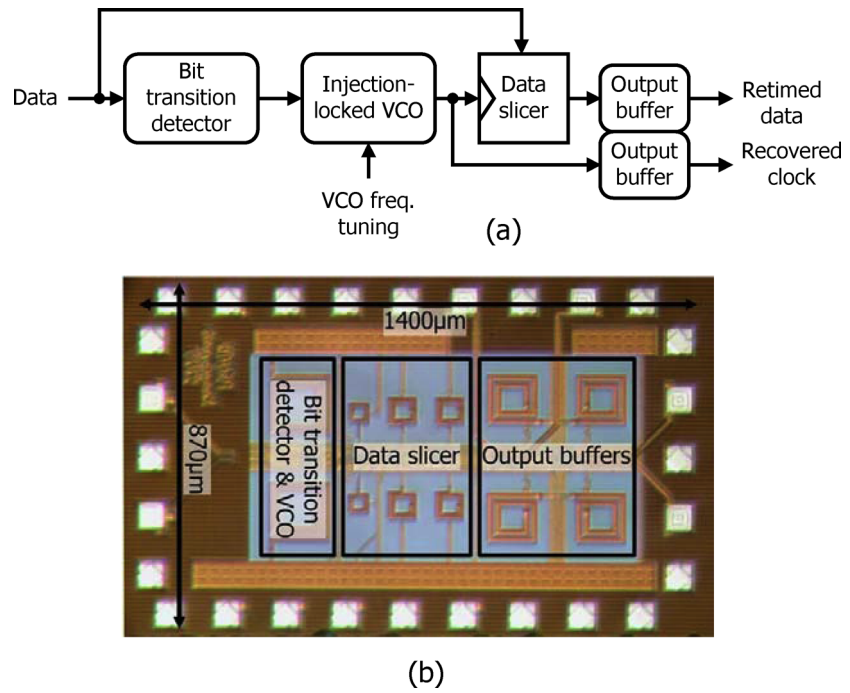 Data
Bit
transition
detector
Injection-
locked VCO
Data
slicer
Output
buffer
Retimed
data
Output
buffer
Recovered
clock
VCO freq.
tuning
(a)
1400µm
870µm
Bit transition
detector & VCO
Data slicer
Output buffers
(b)